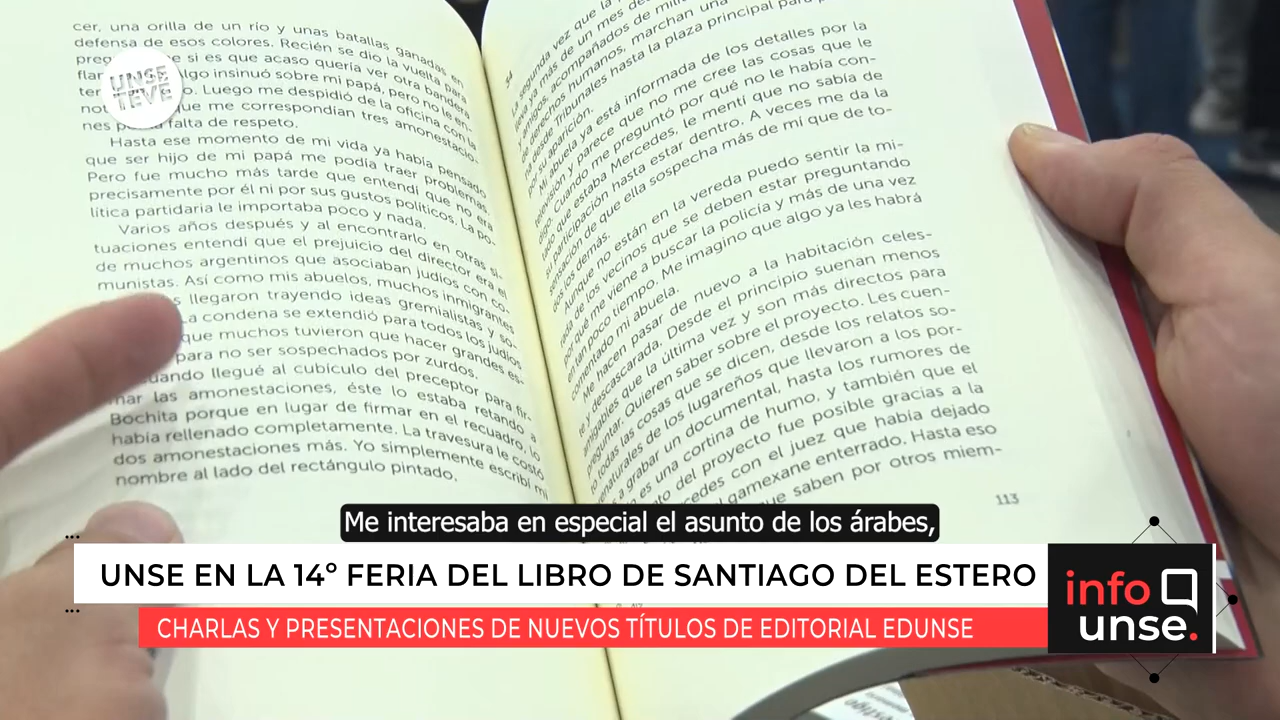 cer, una orilla de un río y unas batallas ganadas en
defensa de esos colores. Recién se dio la vuelta para
si es que acaso quería ver otra bandera
algo insinuó sobre mi papá, pero no le en-
Luego me despidió de la oficina con la
que me correspondían tres amonestacio-
nes falta de respeto.
Hasta ese momento de mi vida ya había pensado
que ser hijo de mi papá me podía traer problemas.
Pero fue mucho más tarde que entendí que no era
precisamente por él ni por sus gustos políticos. La po-
lítica partidaria le importaba poco y nada.
Varios años después y al encontrarlo en otras si-
tuaciones entendí que el prejuicio del director era el
de muchos argentinos que asociaban judíos con co-
munistas. Así como mis abuelos, muchos inmigrantes
llegaron trayendo ideas gremialistas y so-
La condena se extendió para todos los judíos
que muchos tuvieron que hacer grandes es-
para no ser sospechados por zurdos.
cuando llegué al cubículo del preceptor para fir-
mar las amonestaciones, éste lo estaba retando a
Bochita porque en lugar de firmar en el recuadro, lo
había rellenado completamente. La travesura le costó
dos amonestaciones más. Yo simplemente escribí mi
nombre al lado del rectángulo pintado.
segunda vez que la
ya más de un mes
amigos, acompañados de
derechos humanos, marchan una
de Tribunales hasta la plaza principal para
su aparición.
Mi abuela ya está informada de los detalles por la
y parece que no me cree las cosas que le
Cuando me preguntó por qué no le había con-
tado que estaba Mercedes, le mentí que no sabía de
su participación hasta estar dentro. A veces me da la
de que ella sospecha más de mí que de to-
dos los demás.
Aunque no están en la vereda puedo sentir la mi-
rada de los vecinos que se deben estar preguntando
por qué me viene a buscar la policía y más de una vez
en tan poco tiempo. Me imagino que algo ya les habrá
comentado mi abuela.
Me hacen pasar de nuevo a la habitación celes-
te y descascarada. Desde el principio suenan menos
amigables que la última vez y son más directos para
preguntar. Quieren saber sobre el proyecto. Les cuen-
to todas las cosas que se dicen, desde los relatos so-
brenaturales de los lugareños que llevaron a los por-
a grabar un documental, hasta los rumores de
es una cortina de humo, y también que el
del proyecto fue posible gracias a la
con el juez que había dejado
gamexane enterrado. Hasta eso
que saben por otros miem-
113
UNSE
TEVE
Me interesaba en especial el asunto de los árabes,
UNSE EN LA 14º FERIA DEL LIBRO DE SANTIAGO DEL ESTERO
CHARLAS Y PRESENTACIONES DE NUEVOS TÍTULOS DE EDITORIAL EDUNSE
info
unse.